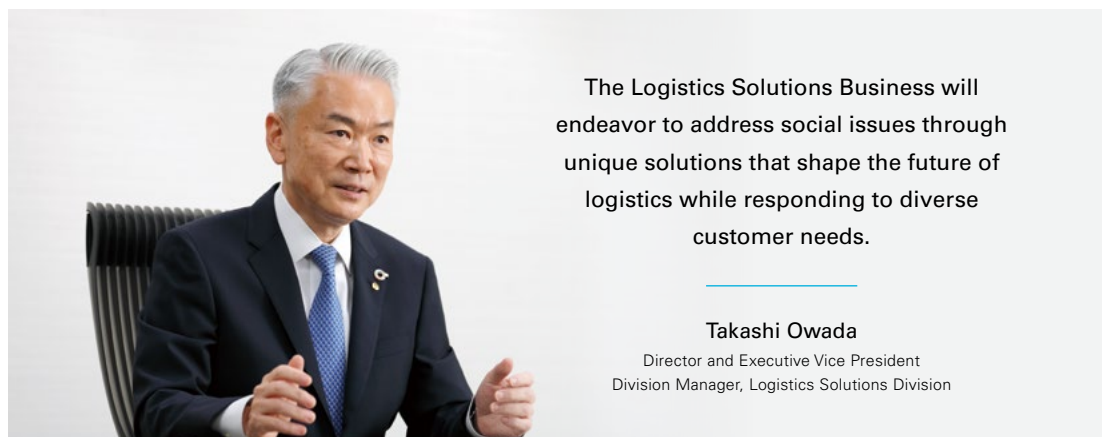 The Logistics Solutions Business will
endeavor to address social issues through
unique solutions that shape the future of
logistics while responding to diverse
customer needs.
Takashi Owada
Director and Executive Vice President
Division Manager, Logistics Solutions Division